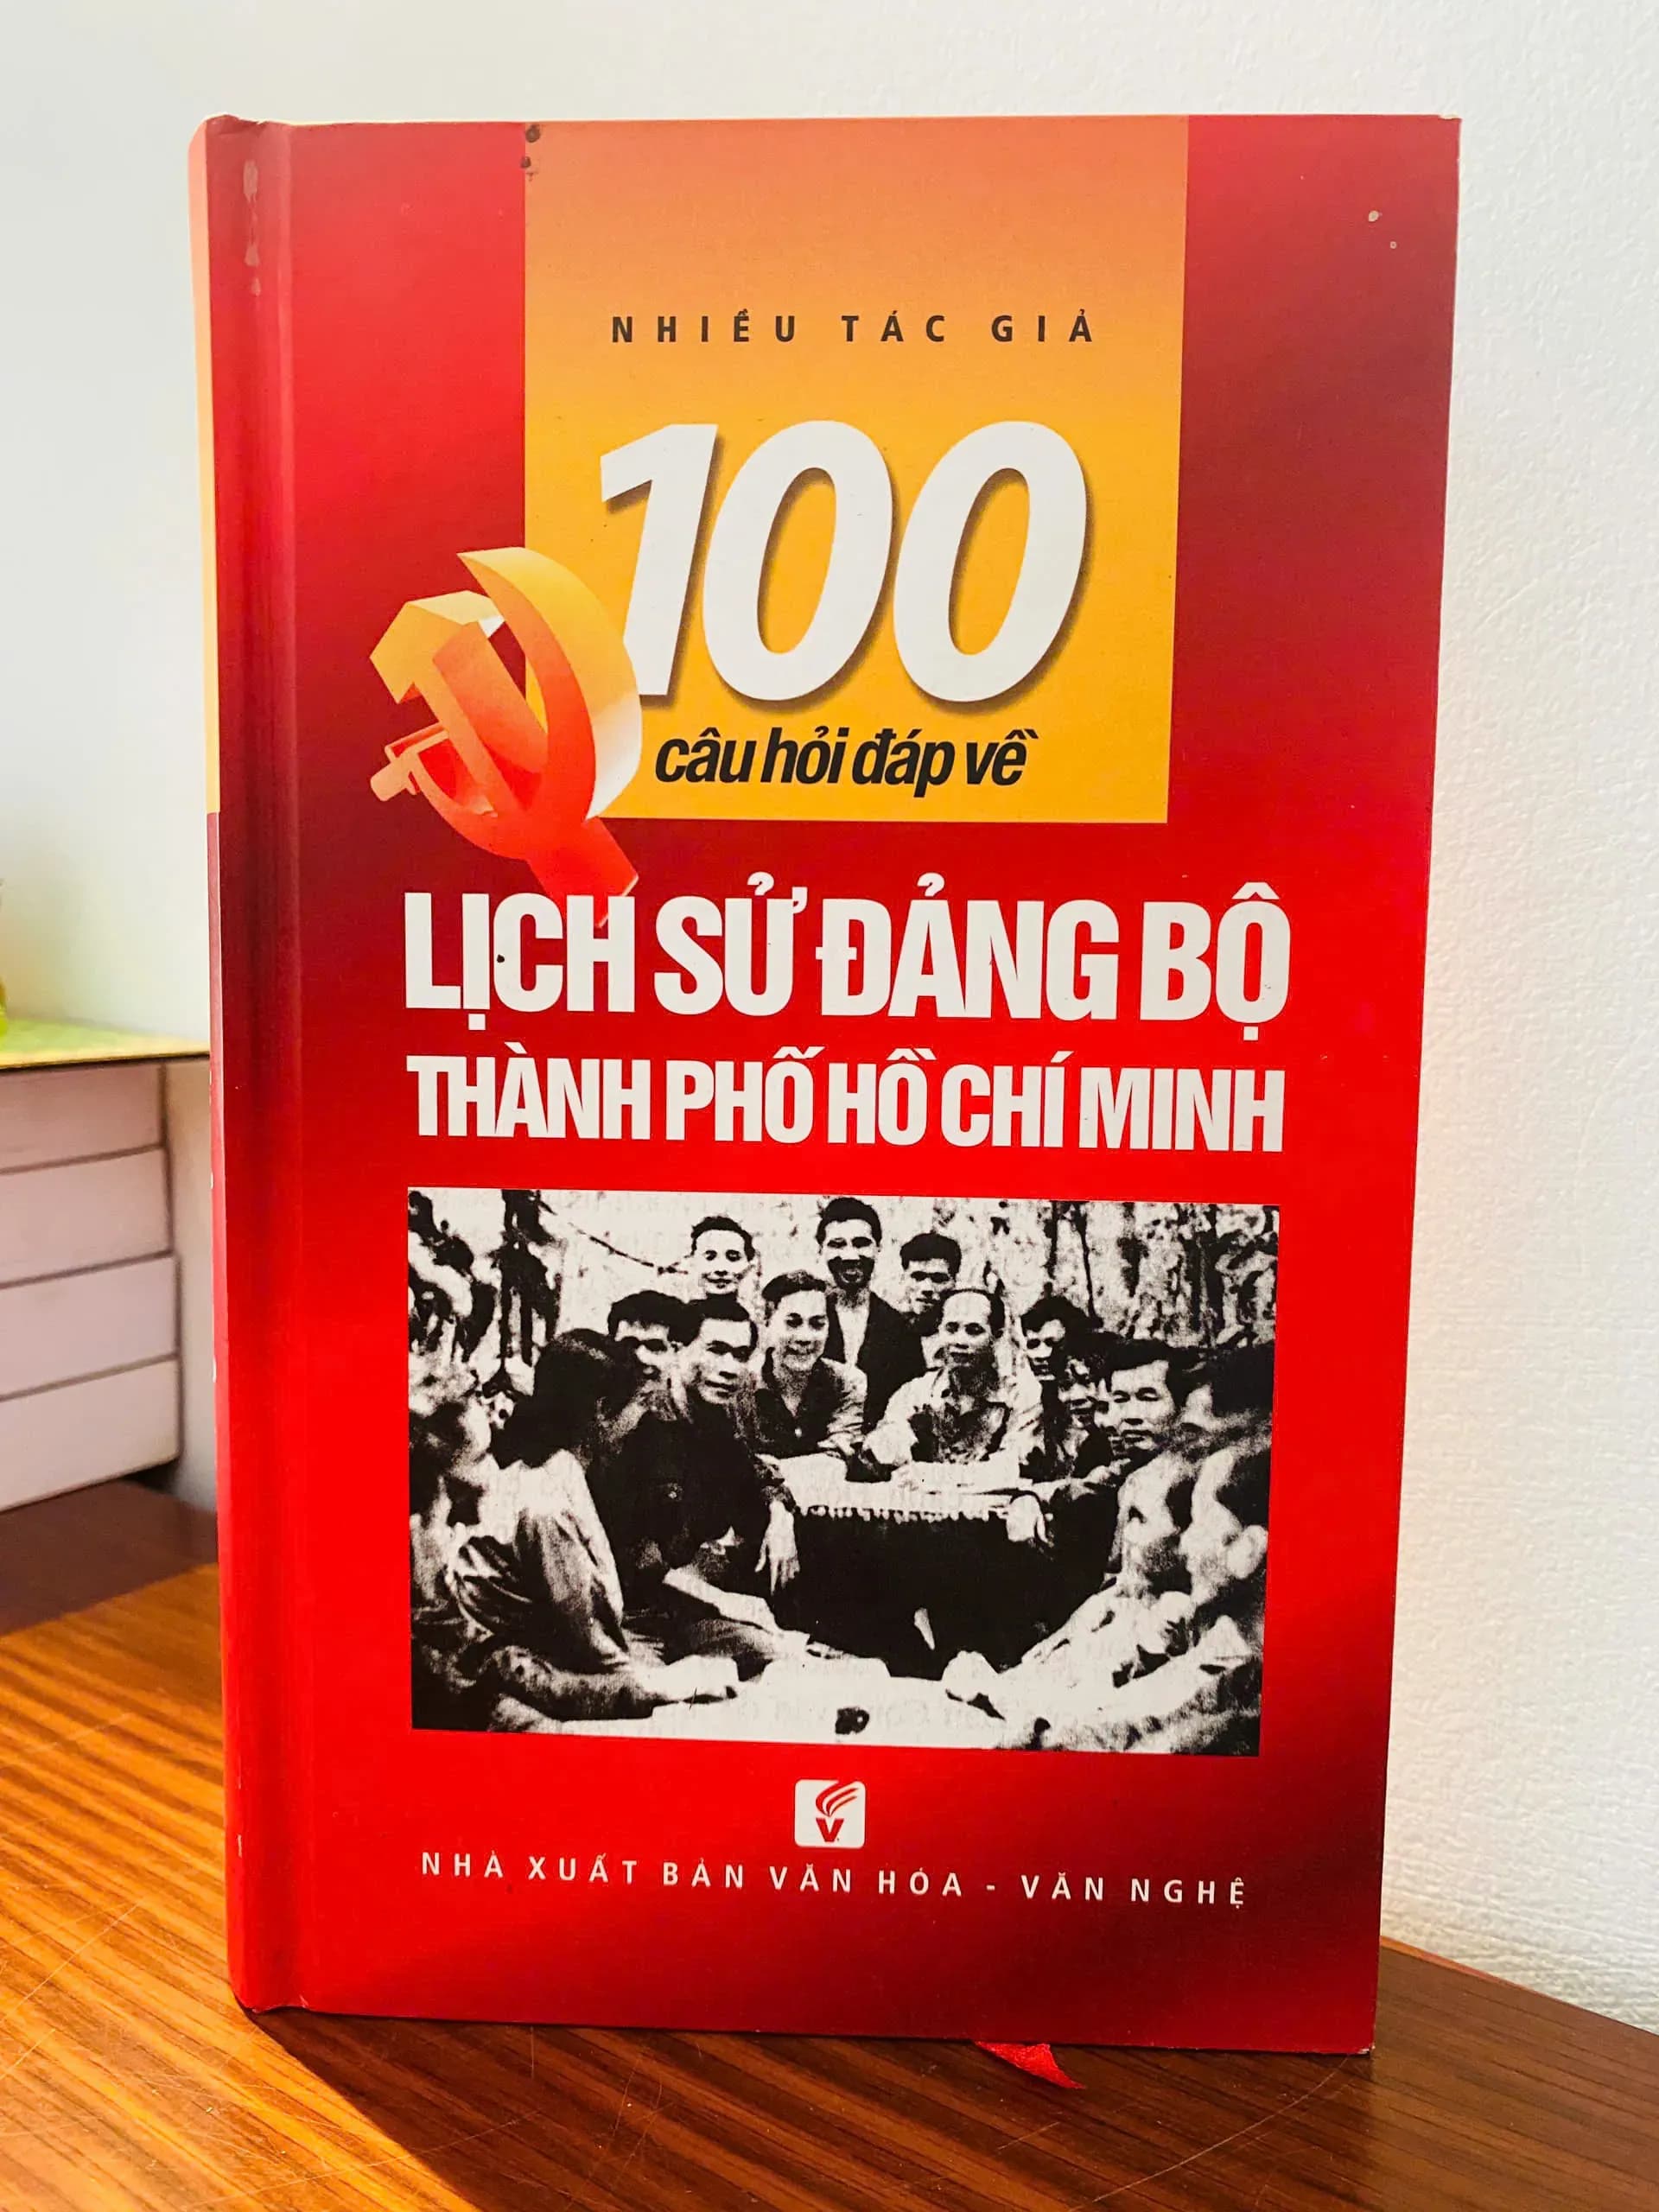 NHIỀU TÁC GIẢ
100
câu hỏi đáp về
LỊCH SỬ ĐẢNG BỘ
THÀNH PHỐ HỒ CHÍ MINH
V
NHÀ XUẤT BẢN VĂN HÓA - VĂN NGHỆ